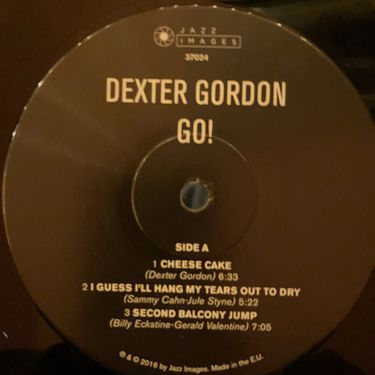 JAZZ
IMAGES
37024
DEXTER GORDON
GO!
SIDE A
1 CHEESE CAKE
(Dexter Gordon) 6:33
2 I GUESS I'LL HANG MY TEARS OUT TO DRY
(Sammy Cahn-Jule Styne) 5:22
3 SECOND BALCONY JUMP
(Billy Eckstine-Gerald Valentine) 7:05
℗ & © 2016 by Jazz Images. Made in the E.U.